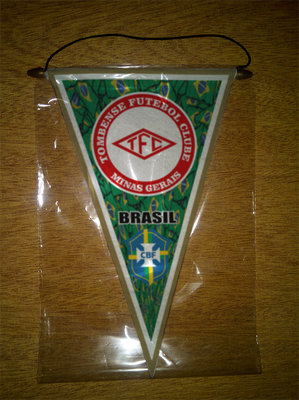 TOMBENSE FUTEBOL CLUBE
TFC
MINAS GERAIS
BRASIL
CBF